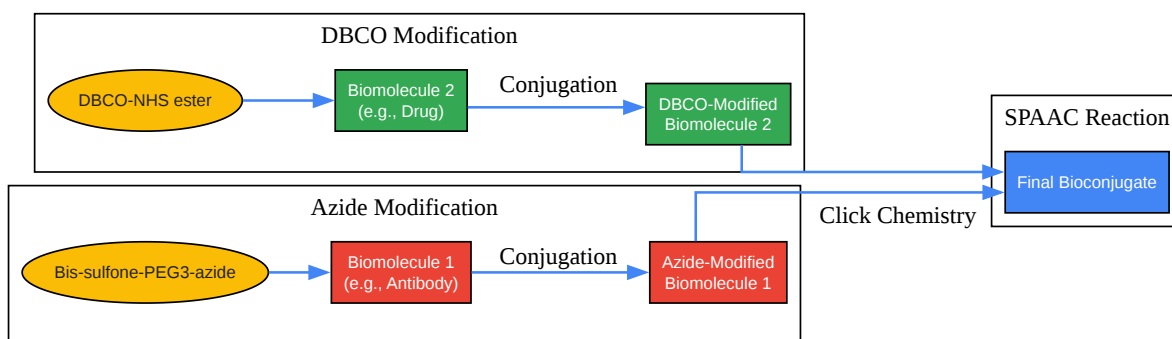 DBCO Modification
DBCO-NHS ester
Biomolecule 2
(e.g., Drug)
Conjugation
DBCO-Modified
Biomolecule 2
SPAAC Reaction
Final Bioconjugate
Click Chemistry
Azide Modification
Bis-sulfone-PEG3-azide
Biomolecule 1
(e.g., Antibody)
Conjugation
Azide-Modified
Biomolecule 1